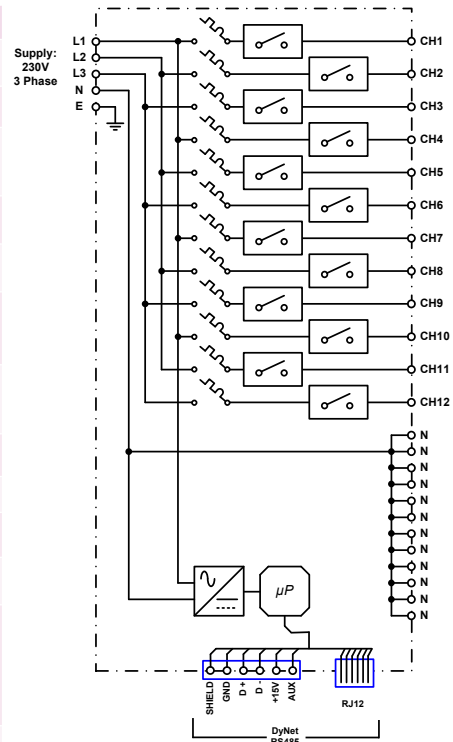 Supply:
230V
3 Phase
L1
L2
L3
N
E
CH1
CH2
CH3
CH4
CH5
CH6
CH7
CH8
CH9
CH10
CH11
CH12
N
N
N
N
N
N
N
N
N
N
N
N
µP
SHIELD
GND
D +
D -
+15V
AUX
RJ12
DyNet
RS485